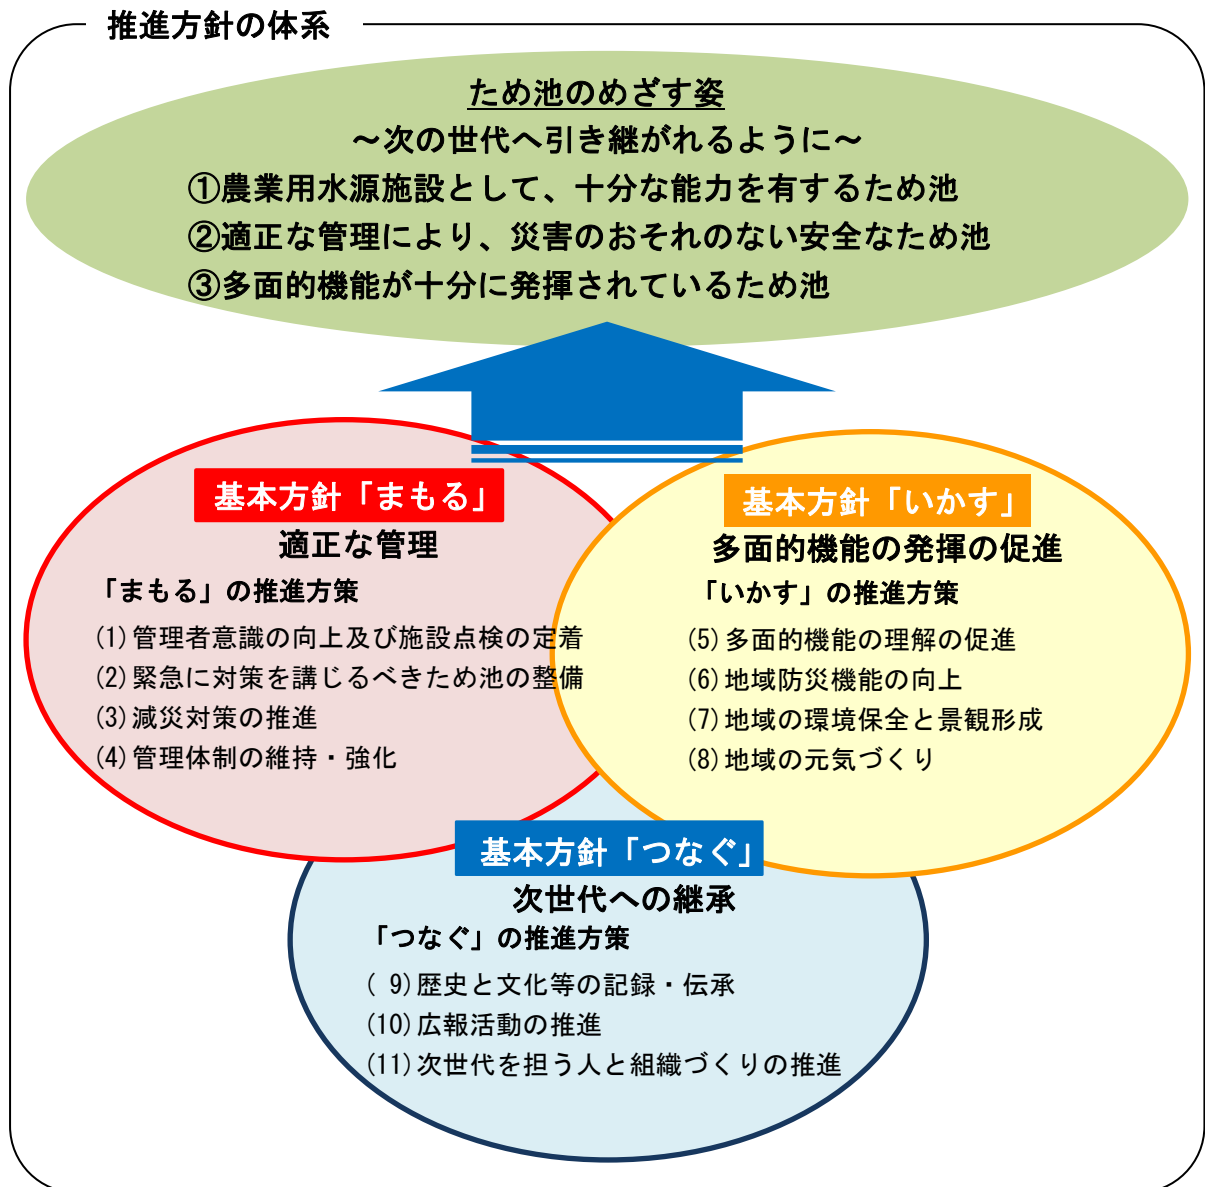 推進方針の体系
ため池のめざす姿
～次の世代へ引き継がれるように～
①農業用水源施設として、十分な能力を有するため池
②適正な管理により、災害のおそれのない安全なため池
③多面的機能が十分に発揮されているため池
基本方針「まもる」
適正な管理
「まもる」の推進方策
(1)管理者意識の向上及び施設点検の定着
(2)緊急に対策を講じるべきため池の整備
(3)減災対策の推進
(4)管理体制の維持・強化
基本方針「いかす」
多面的機能の発揮の促進
「いかす」の推進方策
(5)多面的機能の理解の促進
(6)地域防災機能の向上
(7)地域の環境保全と景観形成
(8)地域の元気づくり
基本方針「つなぐ」
次世代への継承
「つなぐ」の推進方策
( 9)歴史と文化等の記録・伝承
(10)広報活動の推進
(11)次世代を担う人と組織づくりの推進